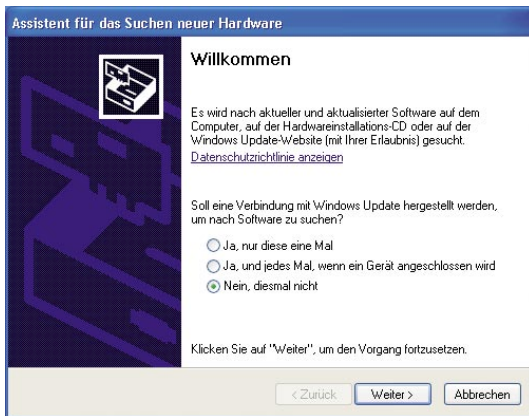 Assistent für das Suchen neuer Hardware
Willkommen
Es wird nach aktueller und aktualisierter Software auf dem
Computer, auf der Hardwareinstallations-CD oder auf der
Windows Update-Website (mit Ihrer Erlaubnis) gesucht.
Datenschutzrichtlinie anzeigen
Soll eine Verbindung mit Windows Update hergestellt werden,
um nach Software zu suchen?
Ja, nur diese eine Mal
Ja, und jedes Mal, wenn ein Gerät angeschlossen wird
Nein, diesmal nicht
Klicken Sie auf "Weiter", um den Vorgang fortzusetzen.
< Zurück Weiter > Abbrechen